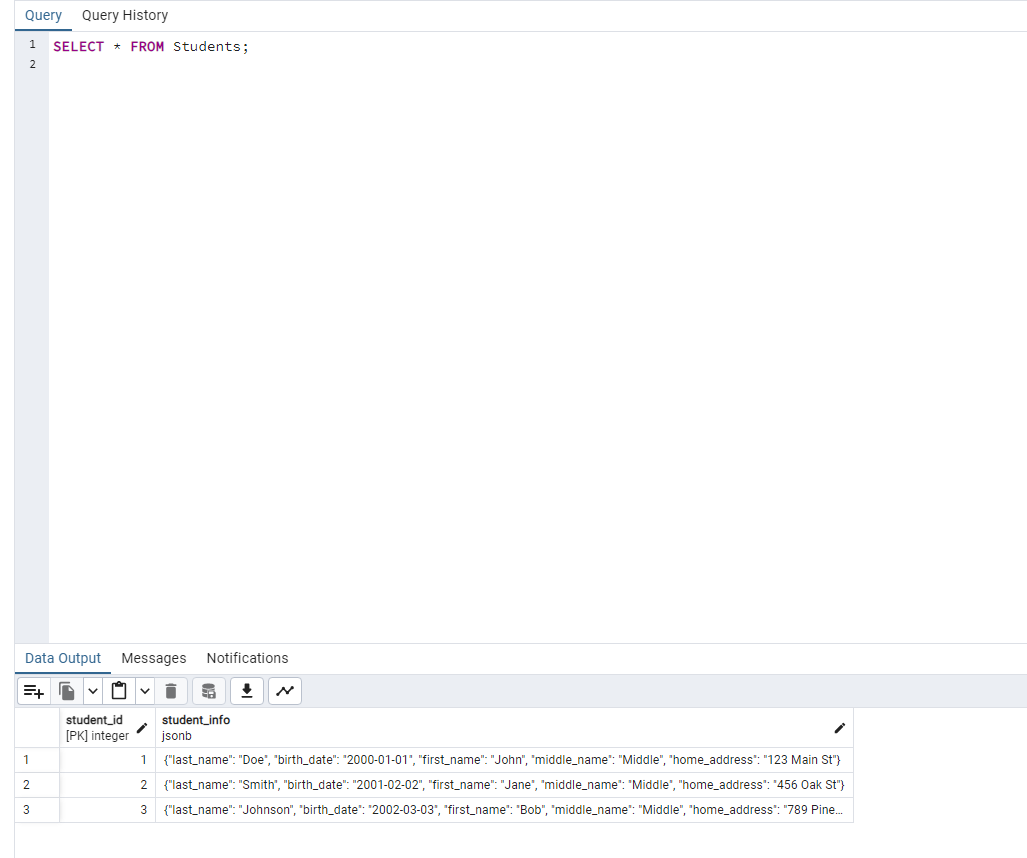 Query Query History
1 SELECT * FROM Students;
2
Data Output Messages Notifications
student_id student_info
[PK] integer jsonb
1 1 {"last_name": "Doe", "birth_date": "2000-01-01", "first_name": "John", "middle_name": "Middle", "home_address": "123 Main St"}
2 2 {"last_name": "Smith", "birth_date": "2001-02-02", "first_name": "Jane", "middle_name": "Middle", "home_address": "456 Oak St"}
3 3 {"last_name": "Johnson", "birth_date": "2002-03-03", "first_name": "Bob", "middle_name": "Middle", "home_address": "789 Pine...